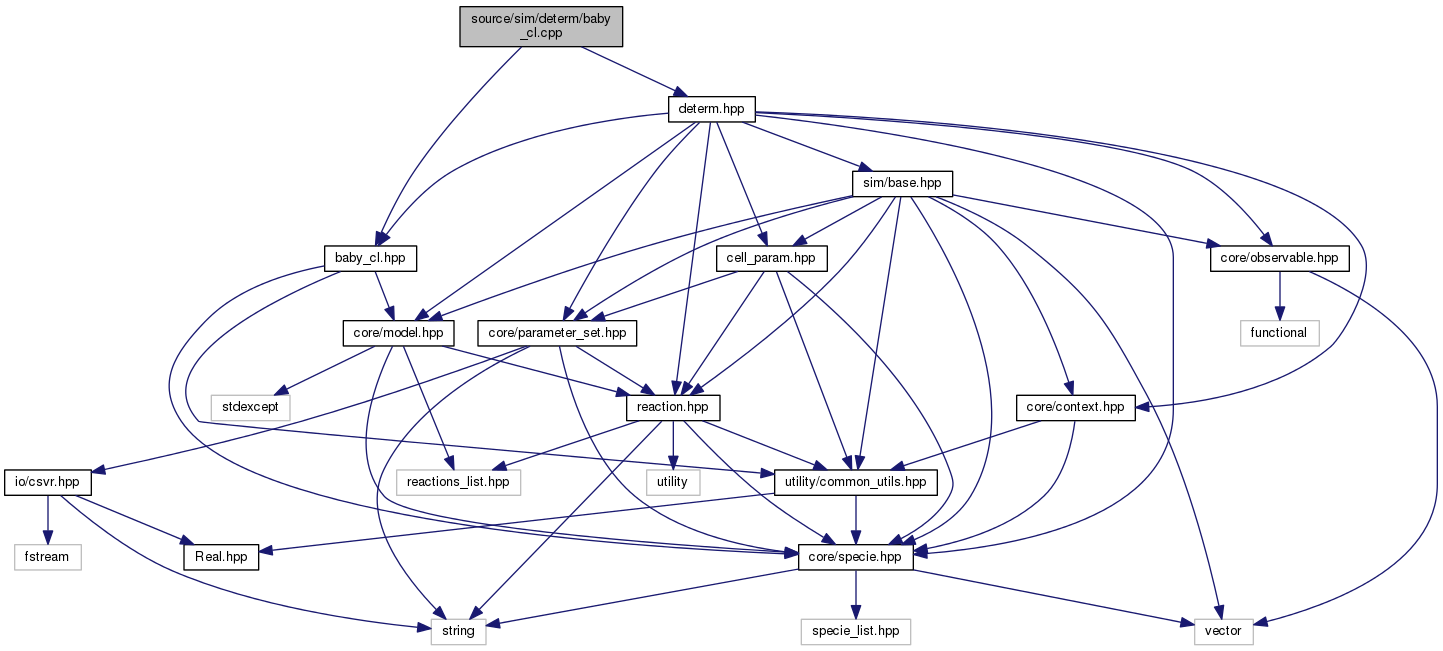 source/sim/determ/baby
_cl.cpp
determ.hpp
sim/base.hpp
baby_cl.hpp
cell_param.hpp
core/observable.hpp
core/model.hpp
core/parameter_set.hpp
functional
stdexcept
reaction.hpp
core/context.hpp
io/csvr.hpp
reactions_list.hpp
utility
utility/common_utils.hpp
fstream
Real.hpp
core/specie.hpp
string
specie_list.hpp
vector